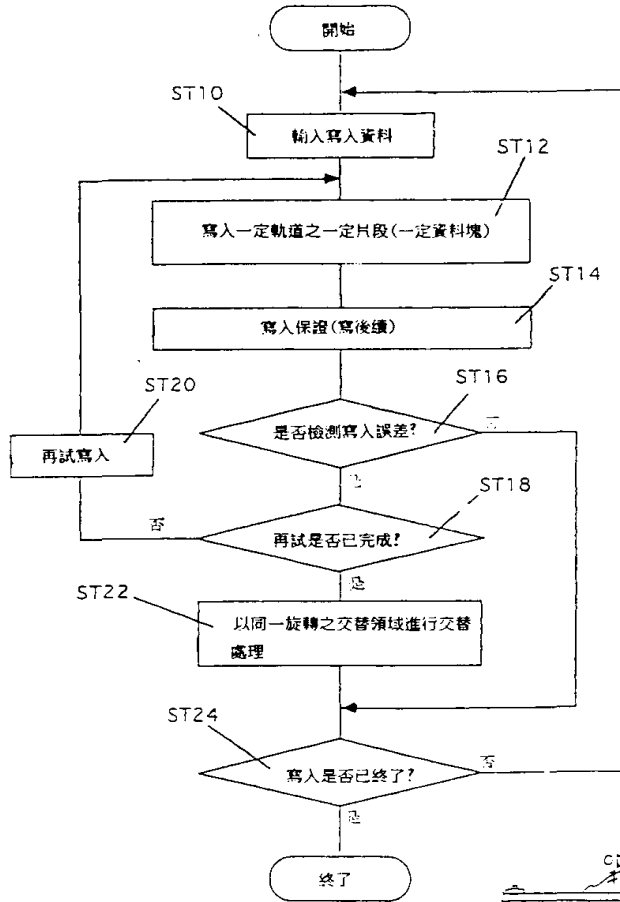 開始
ST10
輸入寫入資料
ST12
寫入一定軌道之一定片段(一定資料塊)
ST14
寫入保證(寫後續)
ST16
是否檢測寫入誤差?
否
是
ST20
再試寫入
ST18
再試是否已完成?
否
是
ST22
以同一旋轉之交替領域進行交替
處理
ST24
寫入是否已終了?
否
是
終了